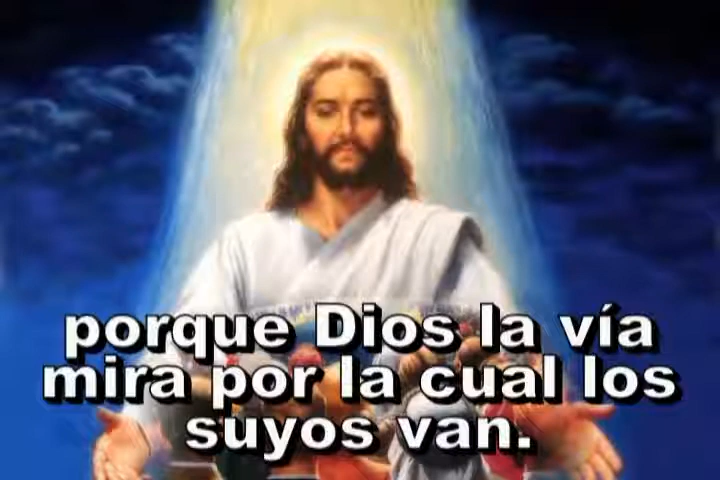 porque Dios la vía
mira por la cual los
suyos van.